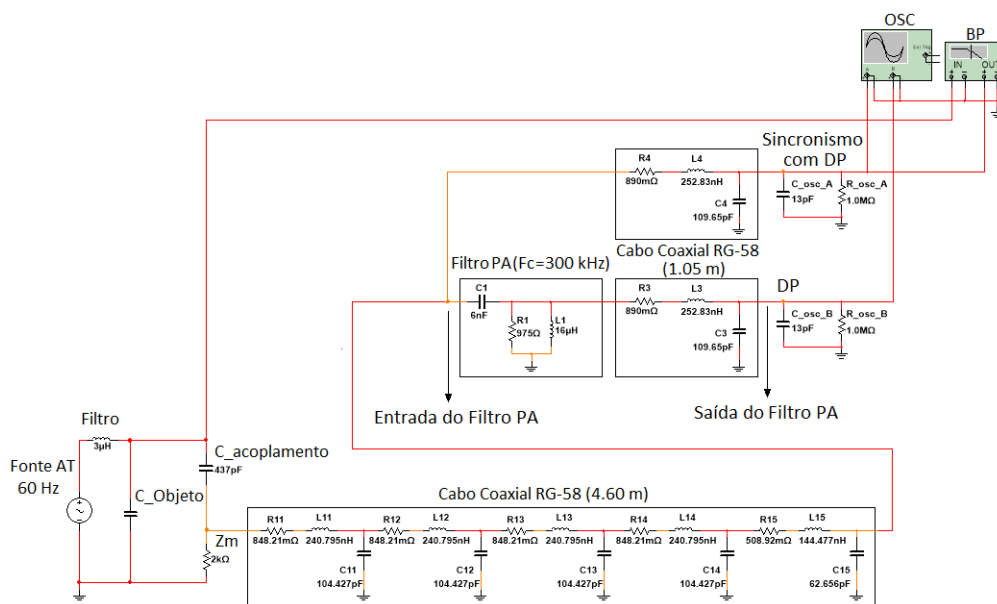 OSC
BP
Ext Trig
IN OUT
A B
Sincronismo
com DP
R4
890mΩ
L4
252.83nH
C4
109.65pF
C_osc_A
13pF
R_osc_A
1.0MΩ
Cabo Coaxial RG-58
(1.05 m)
Filtro PA(Fc=300 kHz)
C1
6nF
R1
975Ω
L1
16µH
R3
890mΩ
L3
252.83nH
C3
109.65pF
DP
C_osc_B
13pF
R_osc_B
1.0MΩ
Entrada do Filtro PA
Saída do Filtro PA
Filtro
3µH
Fonte AT
60 Hz
C_Objeto
C_acoplamento
437pF
Zm
2kΩ
Cabo Coaxial RG-58 (4.60 m)
R11
848.21mΩ
L11
240.795nH
R12
848.21mΩ
L12
240.795nH
R13
848.21mΩ
L13
240.795nH
R14
848.21mΩ
L14
240.795nH
R15
508.92mΩ
L15
144.477nH
C11
104.427pF
C12
104.427pF
C13
104.427pF
C14
104.427pF
C15
62.656pF